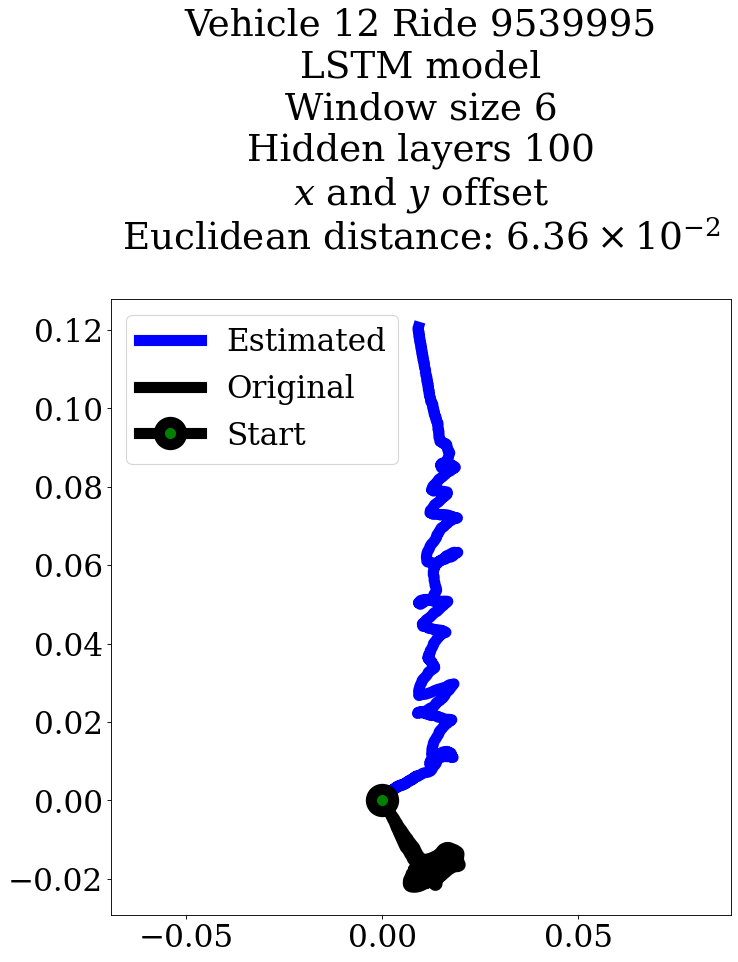 Vehicle 12 Ride 9539995
LSTM model
Window size 6
Hidden layers 100
x and y offset
Euclidean distance: 6.36 × 10⁻²
Estimated
Original
Start
0.12
0.10
0.08
0.06
0.04
0.02
0.00
−0.02
−0.05
0.00
0.05